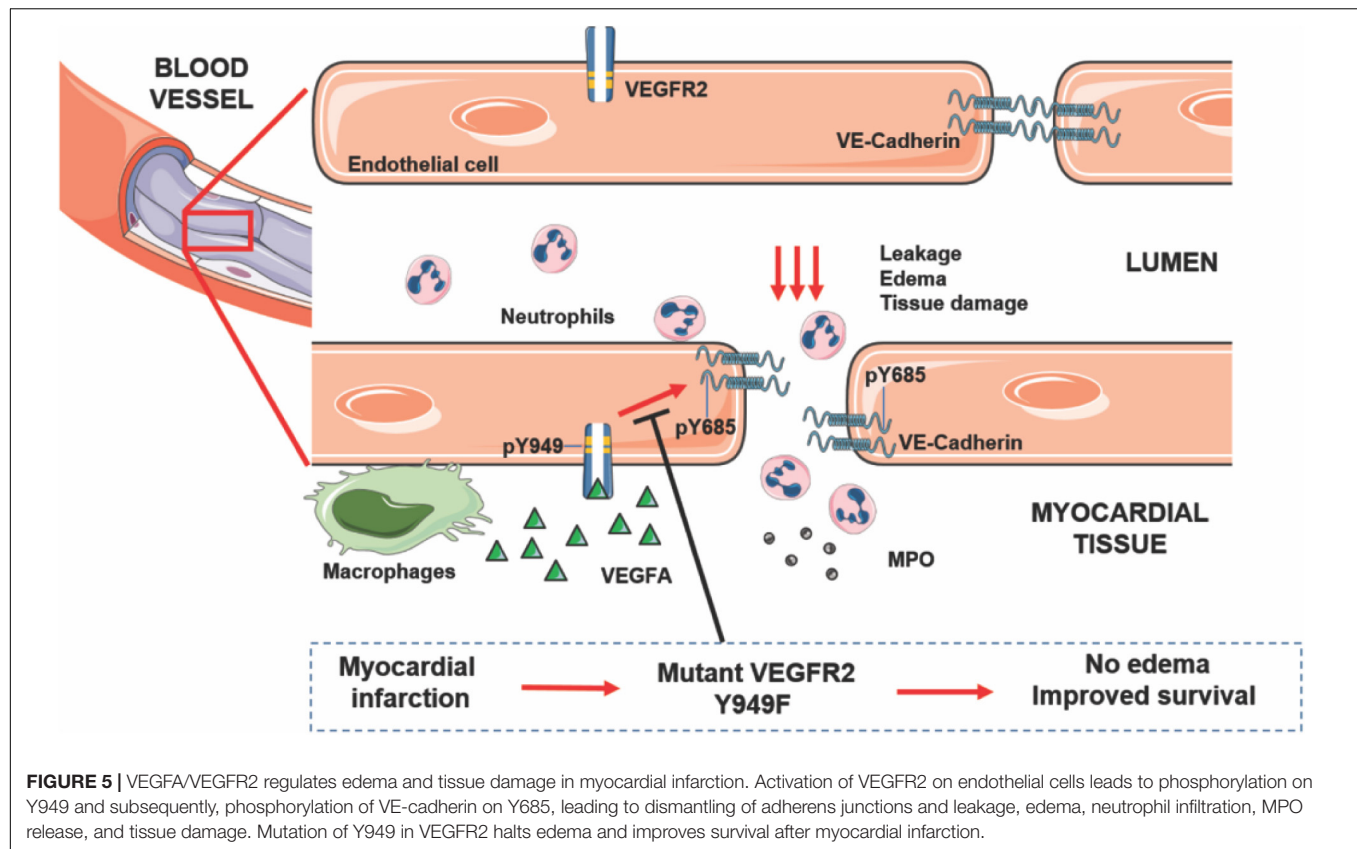 BLOOD
VESSEL
VEGFR2
VE-Cadherin
Endothelial cell
Leakage
Edema
Tissue damage
LUMEN
Neutrophils
pY685
pY949
pY685
VE-Cadherin
Macrophages
VEGFA
MPO
MYOCARDIAL
TISSUE
Myocardial
infarction
Mutant VEGFR2
Y949F
No edema
Improved survival
FIGURE 5 | VEGFA/VEGFR2 regulates edema and tissue damage in myocardial infarction. Activation of VEGFR2 on endothelial cells leads to phosphorylation on
Y949 and subsequently, phosphorylation of VE-cadherin on Y685, leading to dismantling of adherens junctions and leakage, edema, neutrophil infiltration, MPO
release, and tissue damage. Mutation of Y949 in VEGFR2 halts edema and improves survival after myocardial infarction.